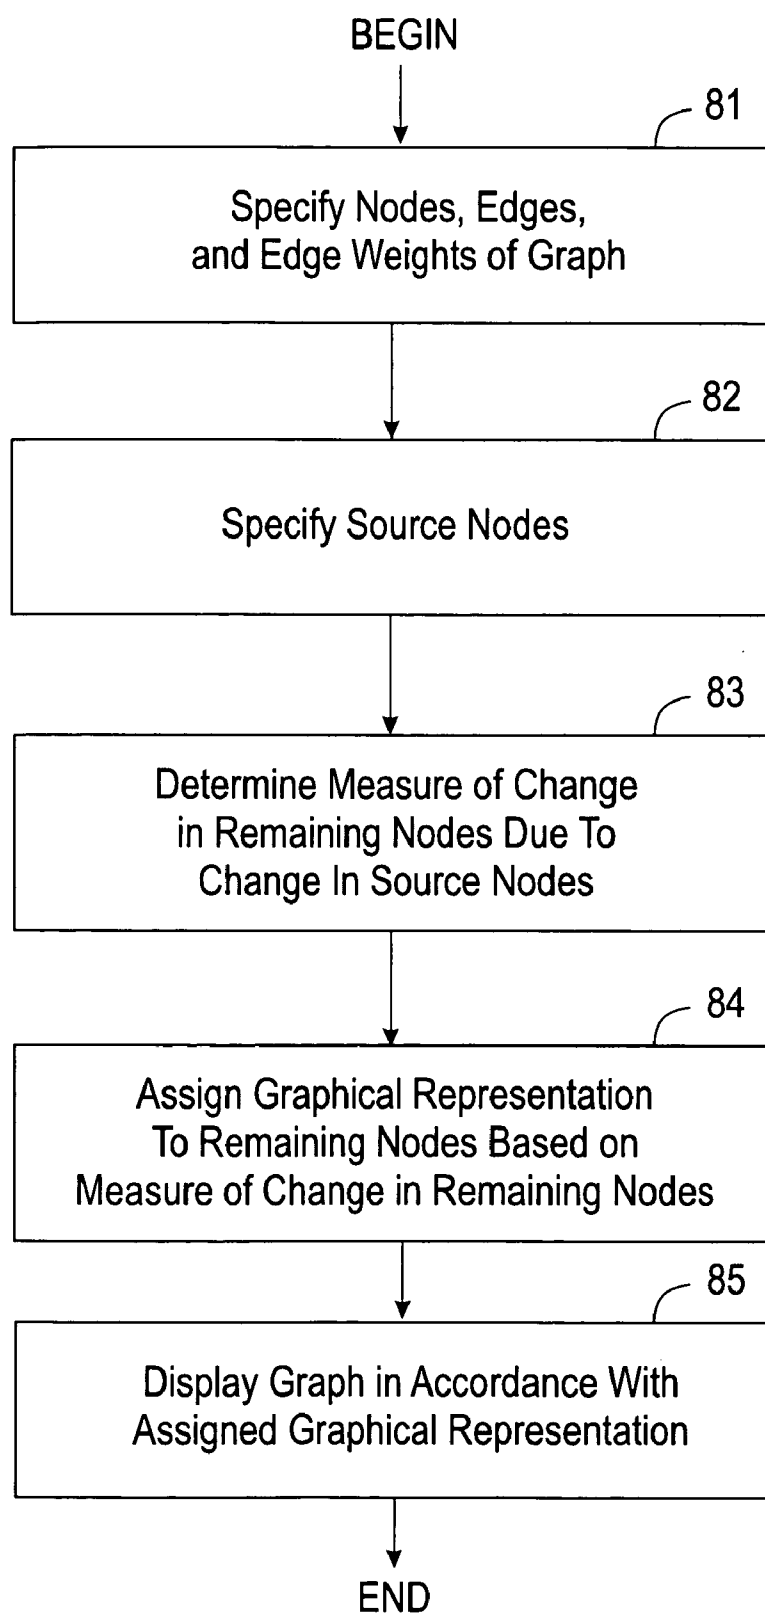 BEGIN
81
Specify Nodes, Edges,
and Edge Weights of Graph
82
Specify Source Nodes
83
Determine Measure of Change
in Remaining Nodes Due To
Change In Source Nodes
84
Assign Graphical Representation
To Remaining Nodes Based on
Measure of Change in Remaining Nodes
85
Display Graph in Accordance With
Assigned Graphical Representation
END